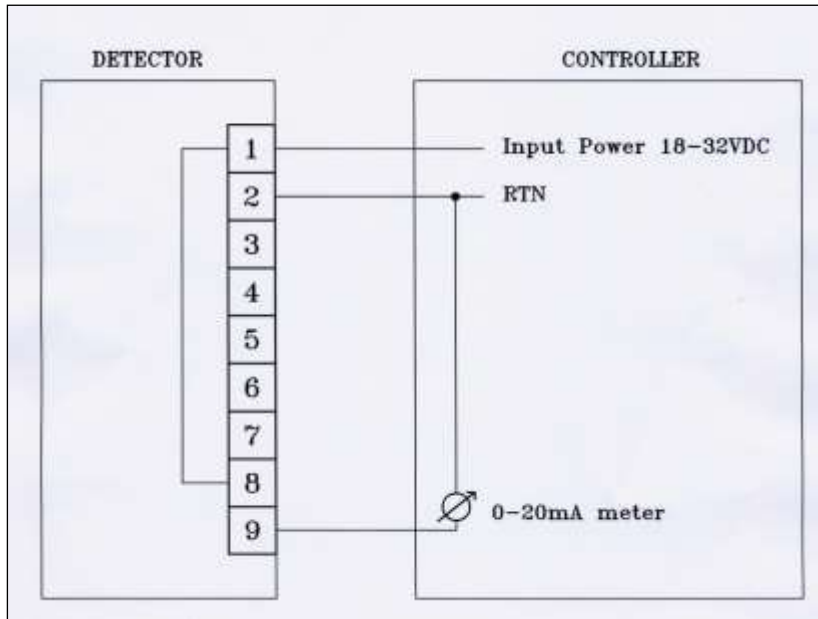 DETECTOR
CONTROLLER
1
Input Power 18-32VDC
2
RTN
3
4
5
6
7
8
0-20mA meter
9